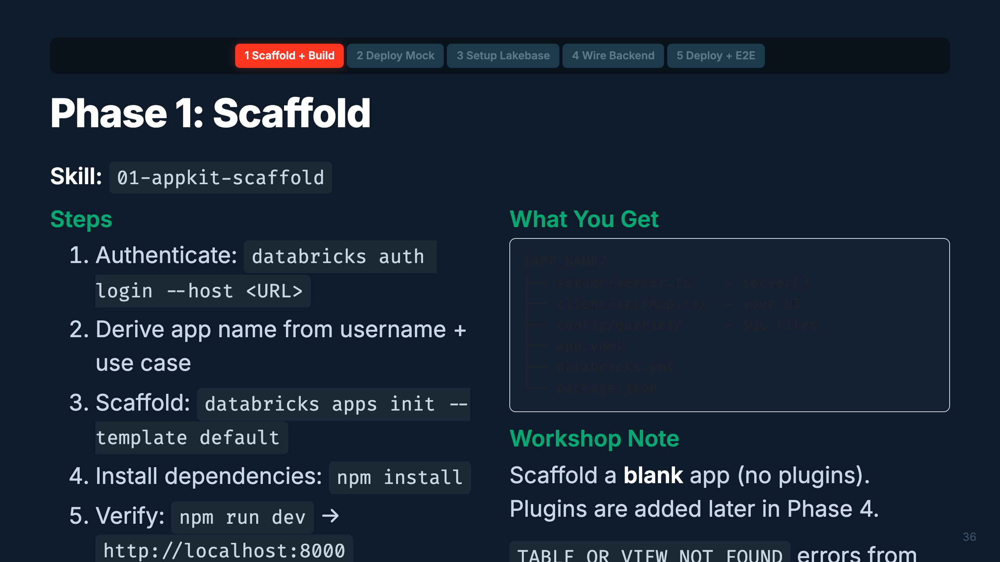 1 Scaffold + Build
2 Deploy Mock
3 Setup Lakebase
4 Wire Backend
5 Deploy + E2E
Phase 1: Scaffold
Skill: 01-appkit-scaffold
Steps
1. Authenticate: databricks auth
login --host <URL>
2. Derive app name from username +
use case
3. Scaffold: databricks apps init --
template default
4. Install dependencies: npm install
5. Verify: npm run dev →
http://localhost:8000
What You Get
$APP_NAME/
├── server/server.ts ← server()
├── client/src/App.tsx ← your UI
├── config/queries/ ← SQL files
├── app.yaml
├── databricks.yml
└── package.json
Workshop Note
Scaffold a blank app (no plugins).
Plugins are added later in Phase 4.
TABLE_OR_VIEW_NOT_FOUND errors from
36